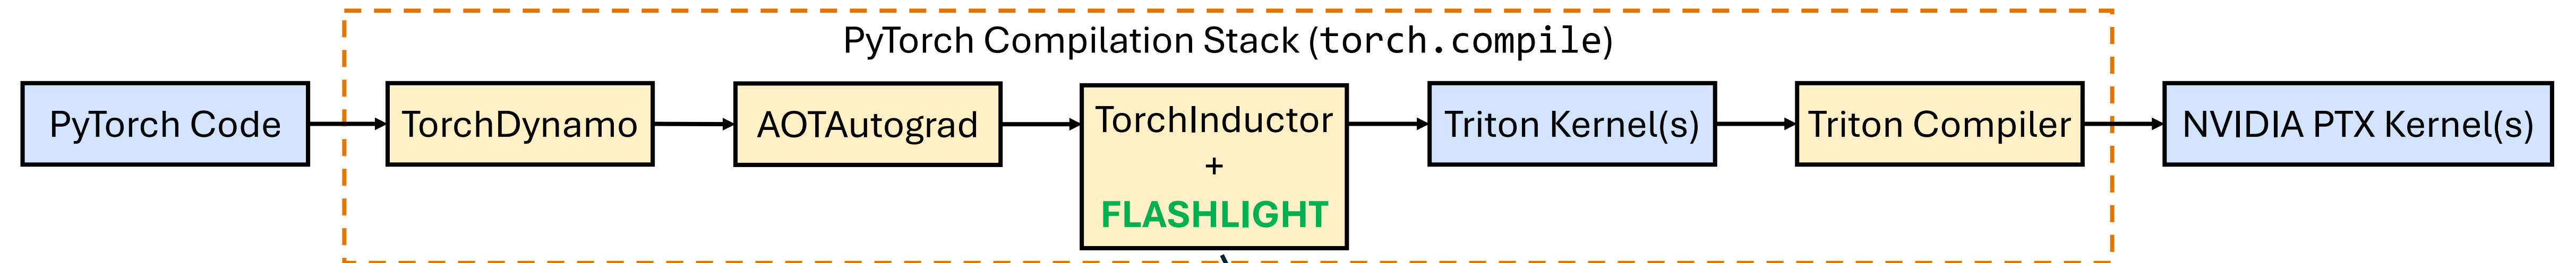 PyTorch Compilation Stack (torch.compile)
PyTorch Code
TorchDynamo
AOTAutograd
TorchInductor
+
FLASHLIGHT
Triton Kernel(s)
Triton Compiler
NVIDIA PTX Kernel(s)